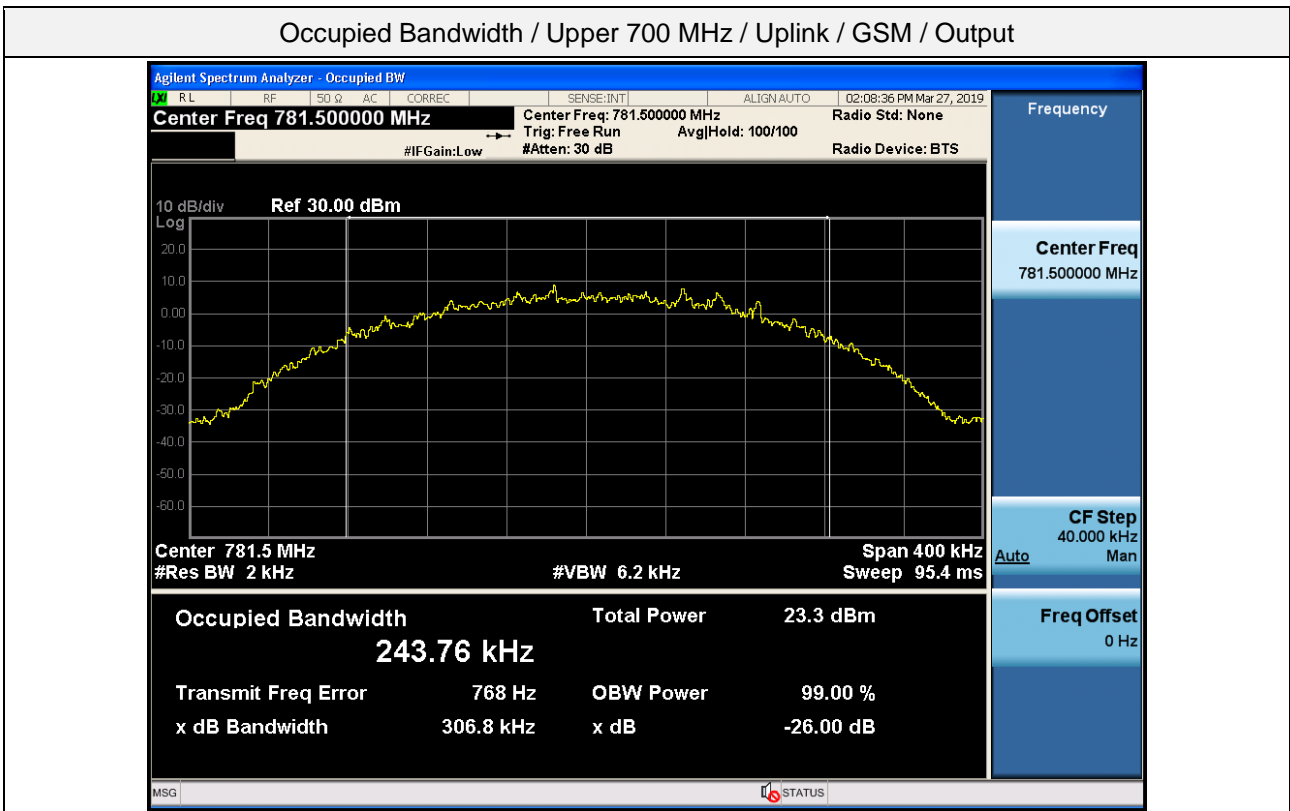 Occupied Bandwidth / Upper 700 MHz / Uplink / GSM / Output
Agilent Spectrum Analyzer - Occupied BW
LXI RL RF 50 Ω AC CORREC SENSE:INT ALIGN AUTO 02:08:36 PM Mar 27, 2019
Center Freq 781.500000 MHz
Center Freq: 781.500000 MHz Radio Std: None
Trig: Free Run Avg|Hold: 100/100
#IFGain:Low #Atten: 30 dB Radio Device: BTS
Frequency
10 dB/div Ref 30.00 dBm
Log
20.0
10.0
0.00
-10.0
-20.0
-30.0
-40.0
-50.0
-60.0
Center Freq
781.500000 MHz
Center 781.5 MHz Span 400 kHz
#Res BW 2 kHz #VBW 6.2 kHz Sweep 95.4 ms
CF Step
40.000 kHz
Auto Man
Occupied Bandwidth Total Power 23.3 dBm
243.76 kHz
Transmit Freq Error 768 Hz OBW Power 99.00 %
x dB Bandwidth 306.8 kHz x dB -26.00 dB
Freq Offset
0 Hz
MSG STATUS